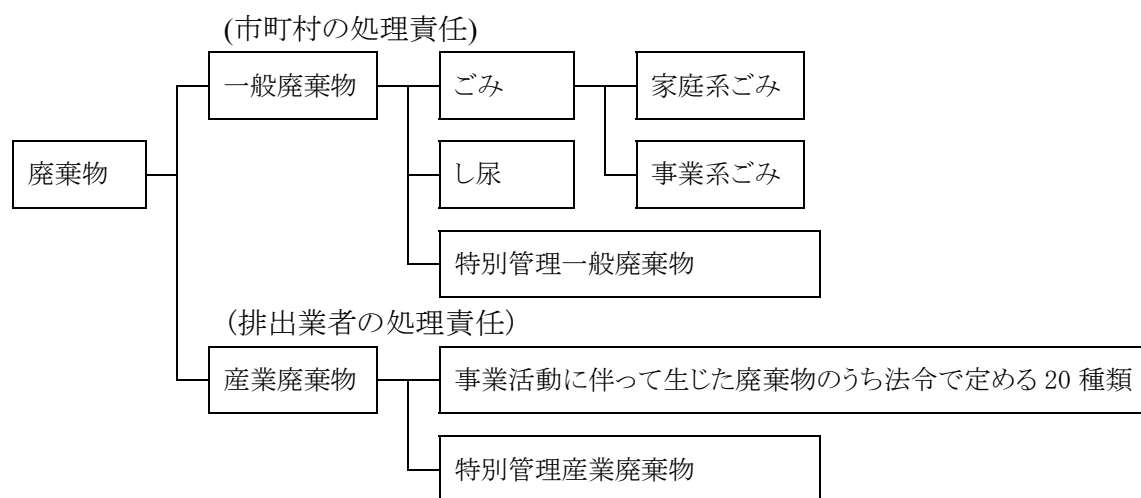 (市町村の処理責任)
一般廃棄物
ごみ
家庭系ごみ
廃棄物
し尿
事業系ごみ
特別管理一般廃棄物
(排出業者の処理責任)
産業廃棄物
事業活動に伴って生じた廃棄物のうち法令で定める 20 種類
特別管理産業廃棄物